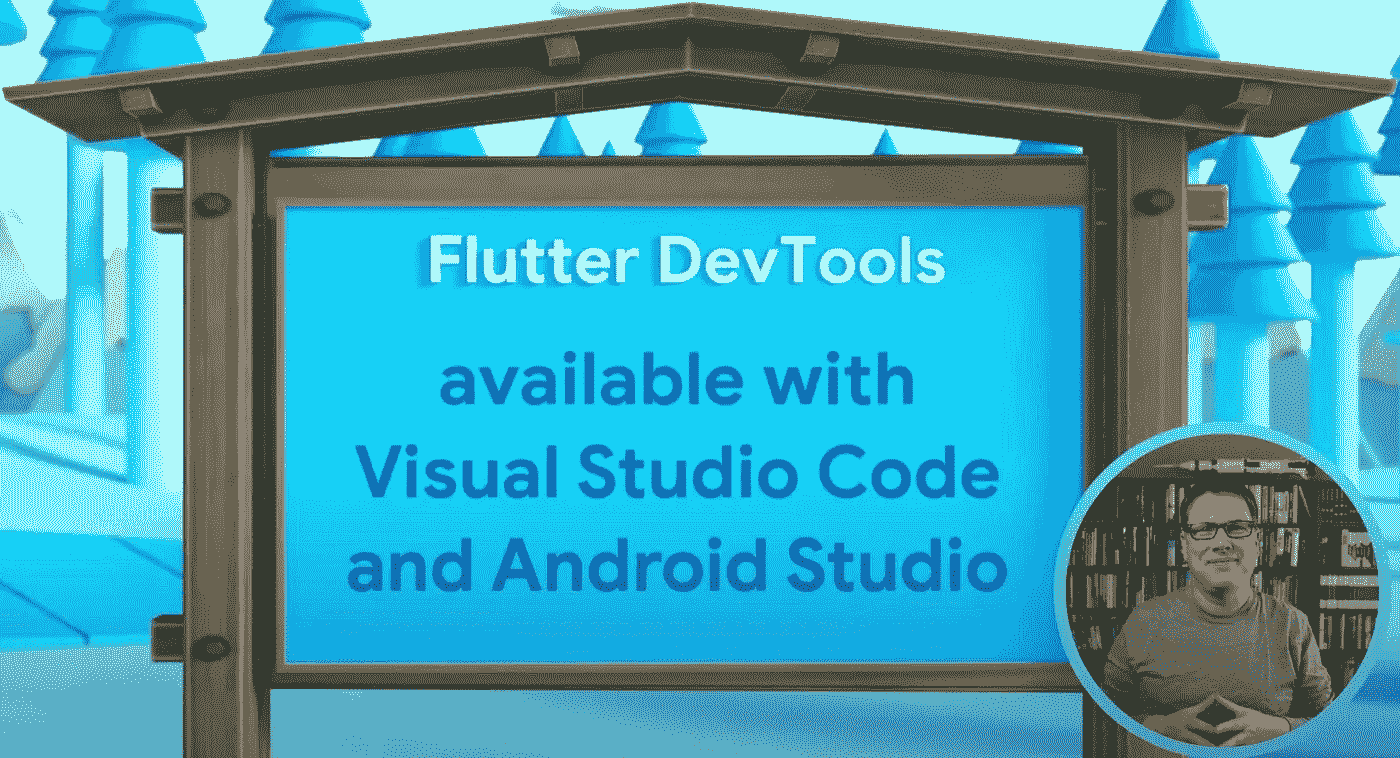 Flutter DevTools
available with
Visual Studio Code
and Android Studio